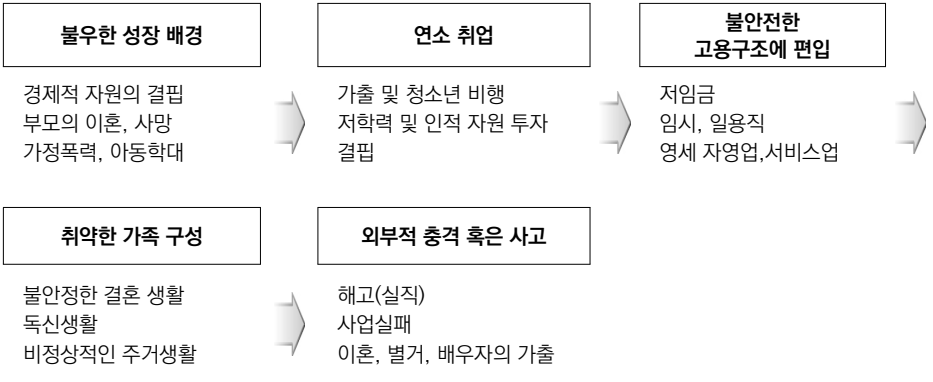 불우한 성장 배경
경제적 자원의 결핍
부모의 이혼, 사망
가정폭력, 아동학대
연소 취업
가출 및 청소년 비행
저학력 및 인적 자원 투자
결핍
불안전한
고용구조에 편입
저임금
임시, 일용직
영세 자영업,서비스업
취약한 가족 구성
불안정한 결혼 생활
독신생활
비정상적인 주거생활
외부적 충격 혹은 사고
해고(실직)
사업실패
이혼, 별거, 배우자의 가출